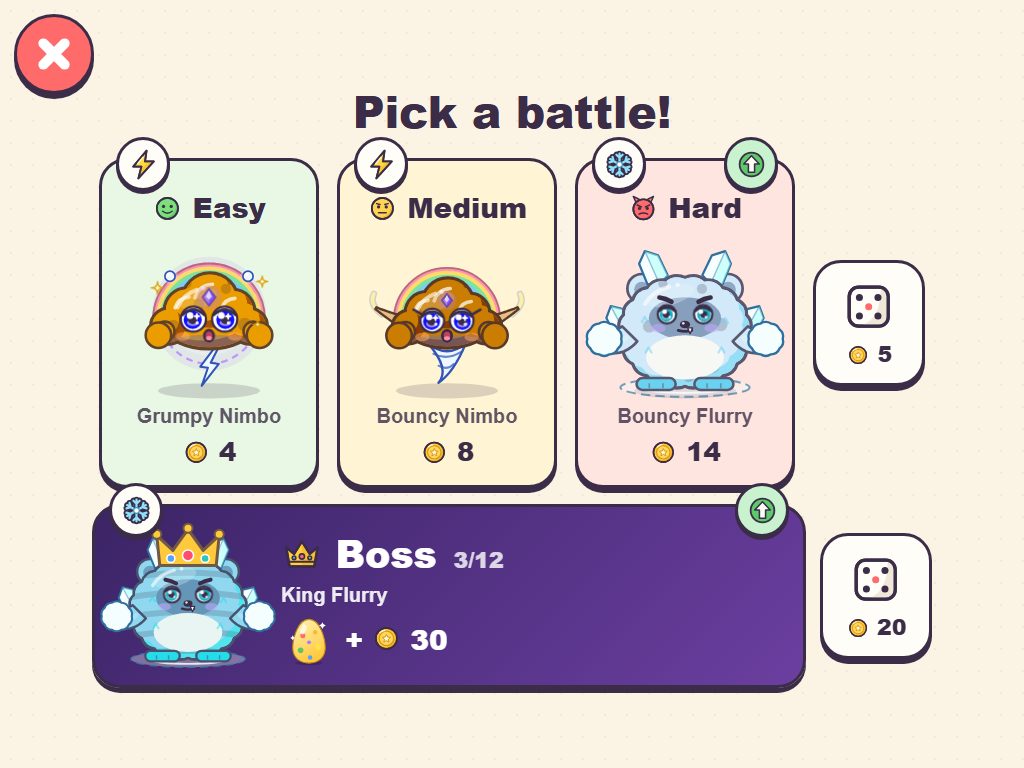 Pick a battle!
Easy
Medium
Hard
Grumpy Nimbo
Bouncy Nimbo
Bouncy Flurry
4
8
14
5
Boss 3/12
King Flurry
+ 30
20